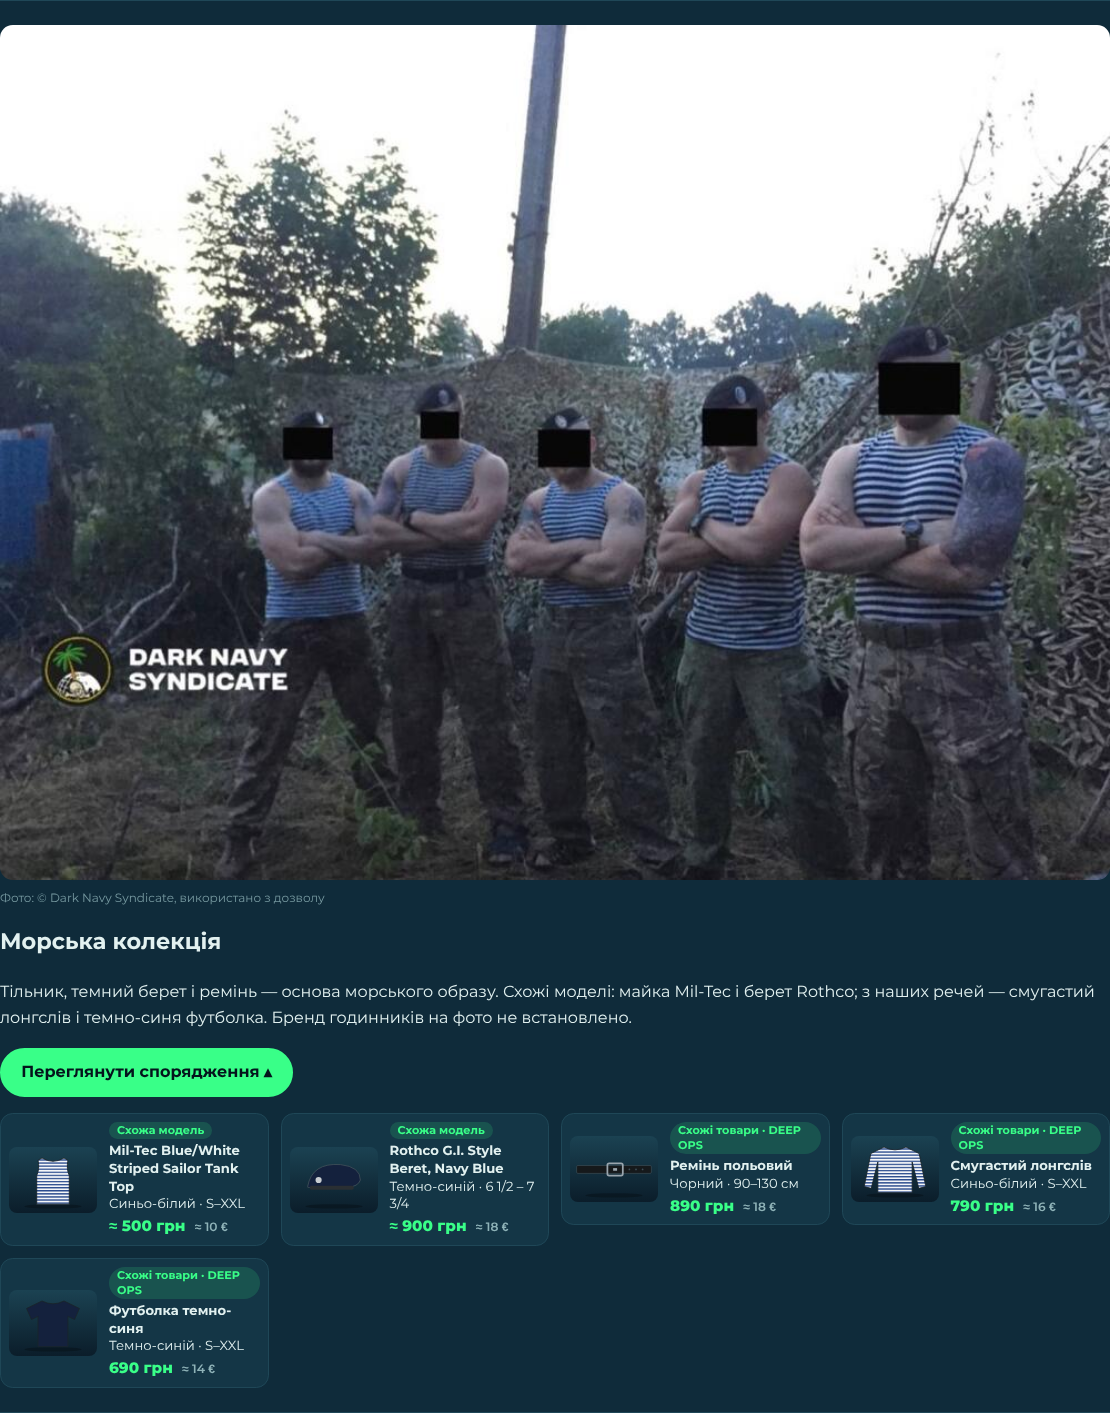 DARK NAVY
SYNDICATE
Фото: © Dark Navy Syndicate, використано з дозволу
Морська колекція
Тільник, темний берет і ремінь — основа морського образу. Схожі моделі: майка Mil-Tec і берет Rothco; з наших речей — смугастий
лонгслів і темно-синя футболка. Бренд годинників на фото не встановлено.
Переглянути спорядження ▴
Схожа модель
Mil-Tec Blue/White
Striped Sailor Tank
Top
Синьо-білий · S–XXL
≈ 500 грн ≈ 10 €
Схожа модель
Rothco G.I. Style
Beret, Navy Blue
Темно-синій · 6 1/2 – 7
3/4
≈ 900 грн ≈ 18 €
Схожі товари · DEEP
OPS
Ремінь польовий
Чорний · 90–130 см
890 грн ≈ 18 €
Схожі товари · DEEP
OPS
Смугастий лонгслів
Синьо-білий · S–XXL
790 грн ≈ 16 €
Схожі товари · DEEP
OPS
Футболка темно-
синя
Темно-синій · S–XXL
690 грн ≈ 14 €